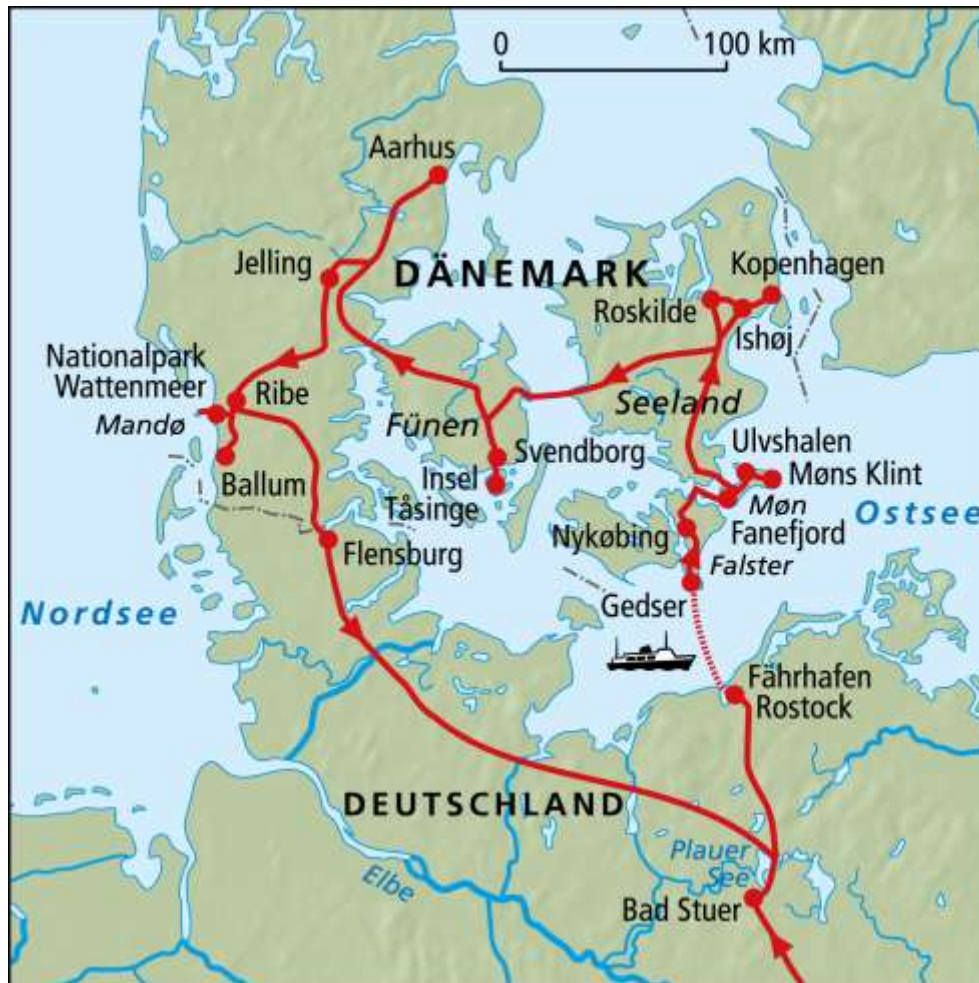 0
100 km
Aarhus
Jelling
DÄNEMARK
Kopenhagen
Roskilde
Ishøj
Nationalpark
Wattenmeer
Ribe
Mandø
Fünen
Seeland
Svendborg
Ulvshalen
Ballum
Insel
Tåsinge
Møns Klint
Møn
Ostsee
Nykøbing
Fanefjord
Flensburg
Falster
Gedser
Nordsee
Fährhafen
Rostock
DEUTSCHLAND
Plauer
See
Elbe
Bad Stuer